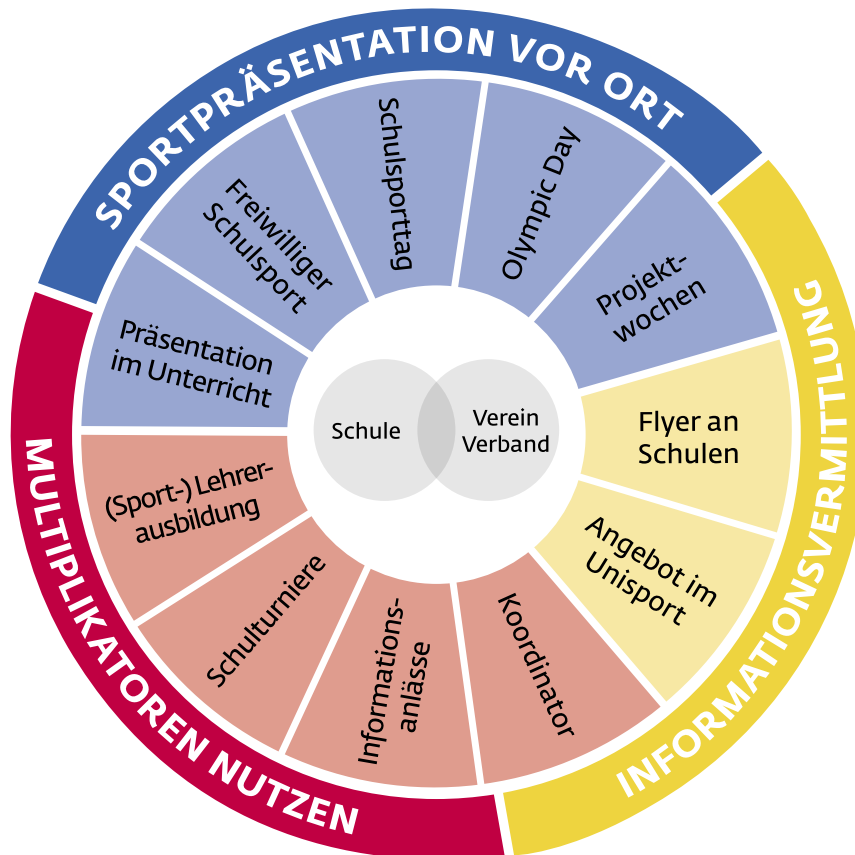 SPORTPRÄSENTATION VOR ORT
INFORMATIONSVERMITTLUNG
MULTIPLIKATOREN NUTZEN
Präsentation
im Unterricht
Freiwilliger
Schulsport
Schulsporttag
Olympic Day
Projekt-
wochen
Flyer an
Schulen
Angebot im
Unisport
Koordinator
Informations-
anlässe
Schulturniere
(Sport-) Lehrer-
ausbildung
Schule
Verein
Verband